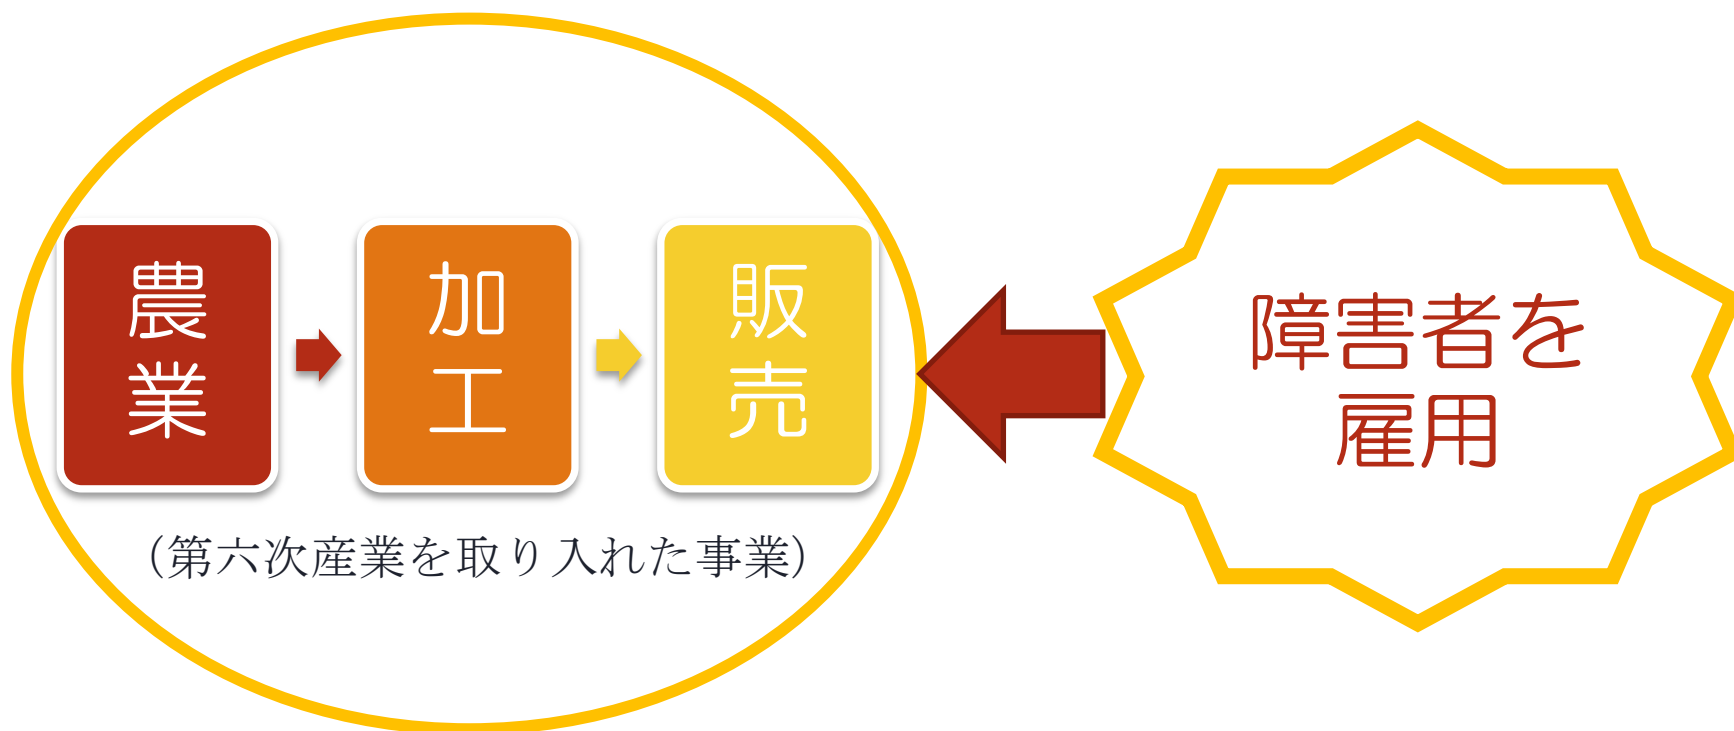 農業
加工
販売
（第六次産業を取り入れた事業）
障害者を
雇用